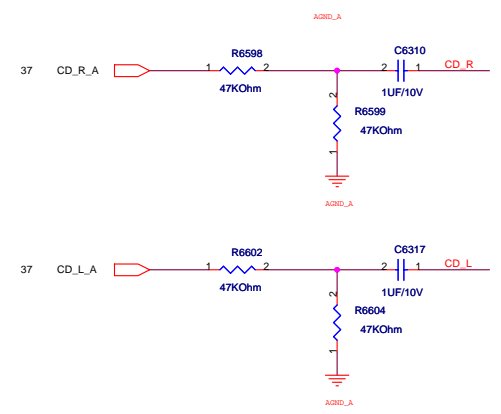 AGND_A
R6598
C6310
37 CD_R_A 1 2 2 1 CD_R
47KOhm 1UF/10V
2
R6599
47KOhm
1
AGND_A
R6602
C6317
37 CD_L_A 1 2 2 1 CD_L
47KOhm 1UF/10V
2
R6604
47KOhm
1
AGND_A